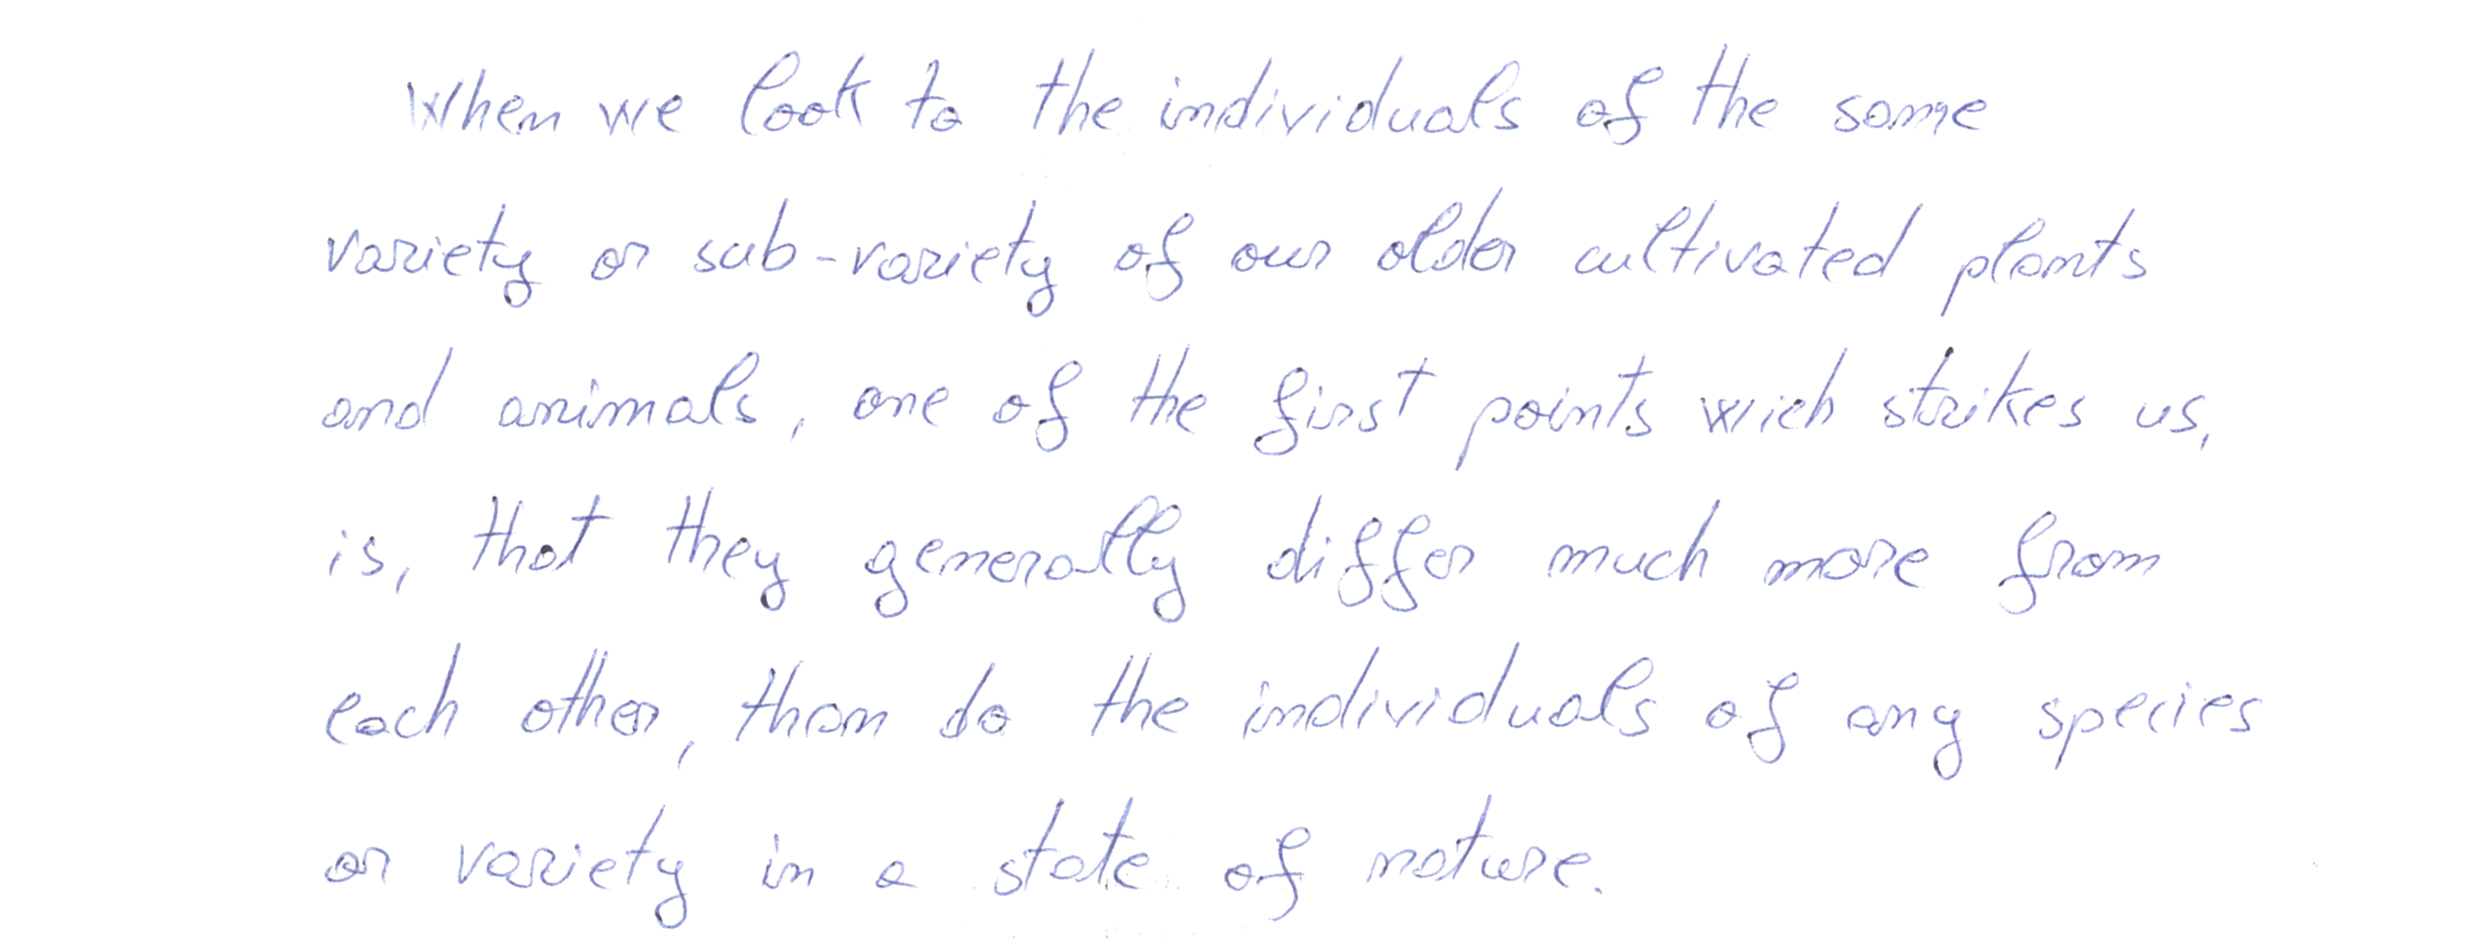 When we look to the individuals of the same
variety or sub-variety of our older cultivated plants
and animals, one of the first points wich strikes us,
is, that they generally differ much more from
each other, than do the individuals of any species
or variety in a state of nature.